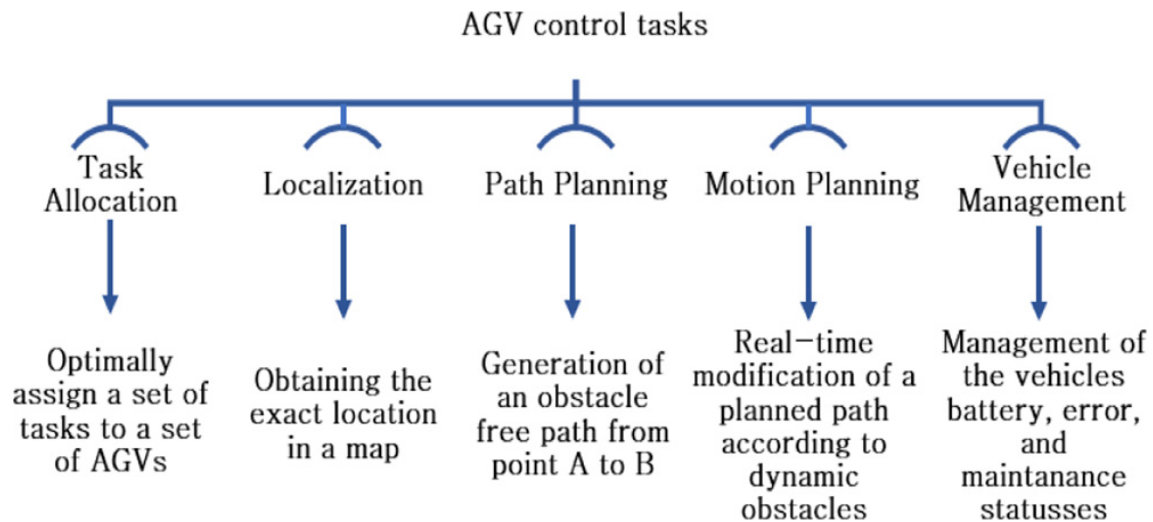 AGV control tasks
Task
Allocation
Localization
Path Planning
Motion Planning
Vehicle
Management
Optimally
assign a set of
tasks to a set
of AGVs
Obtaining the
exact location
in a map
Generation of
an obstacle
free path from
point A to B
Real-time
modification of a
planned path
according to
dynamic
obstacles
Management of
the vehicles
battery, error,
and
maintanance
statusses